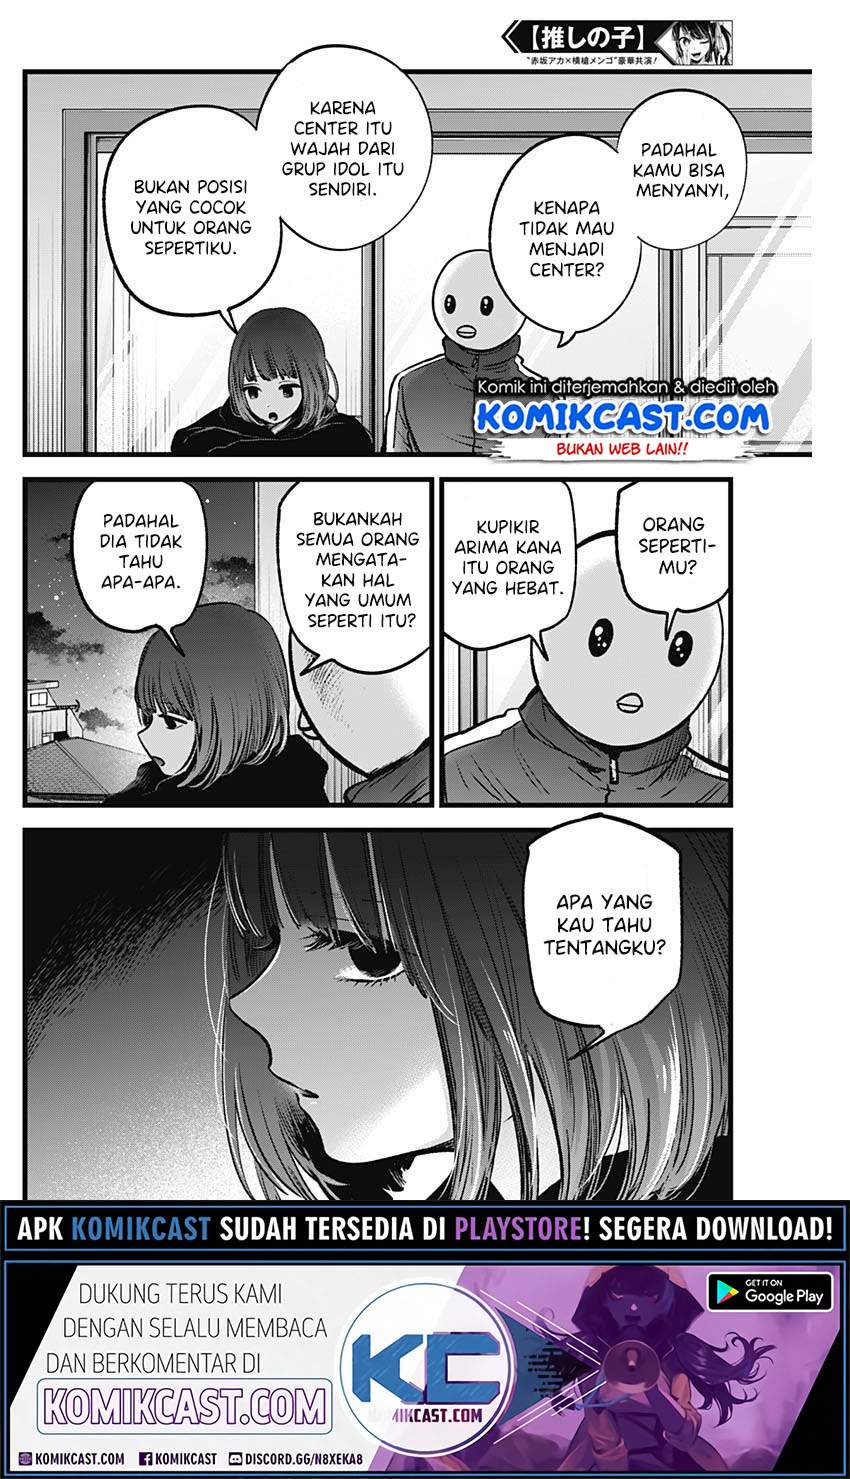 【推しの子】
"赤坂アカ×横槍メンゴ"豪華共演!
PADAHAL
KAMU BISA
MENYANYI,
KENAPA
TIDAK MAU
MENJADI
CENTER?
KARENA
CENTER ITU
WAJAH DARI
GRUP IDOL ITU
SENDIRI.
BUKAN POSISI
YANG COCOK
UNTUK ORANG
SEPERTIKU.
Komik ini diterjemahkan & diedit oleh
KOMIKCAST.COM
BUKAN WEB LAIN!!
ORANG
SEPERTI-
MU?
KUPIKIR
ARIMA KANA
ITU ORANG
YANG HEBAT.
BUKANKAH
SEMUA ORANG
MENGATA-
KAN HAL
YANG UMUM
SEPERTI ITU?
PADAHAL
DIA TIDAK
TAHU
APA-APA.
APA YANG
KAU TAHU
TENTANGKU?
APK KOMIKCAST SUDAH TERSEDIA DI PLAYSTORE! SEGERA DOWNLOAD!
DUKUNG TERUS KAMI
DENGAN SELALU MEMBACA
DAN BERKOMENTAR DI
KOMIKCAST.COM
KOMIKCAST.COM
KOMIKCAST
DISCORD.GG/N8XEKA8
KC
KOMIKCAST.COM
GET IT ON
Google Play